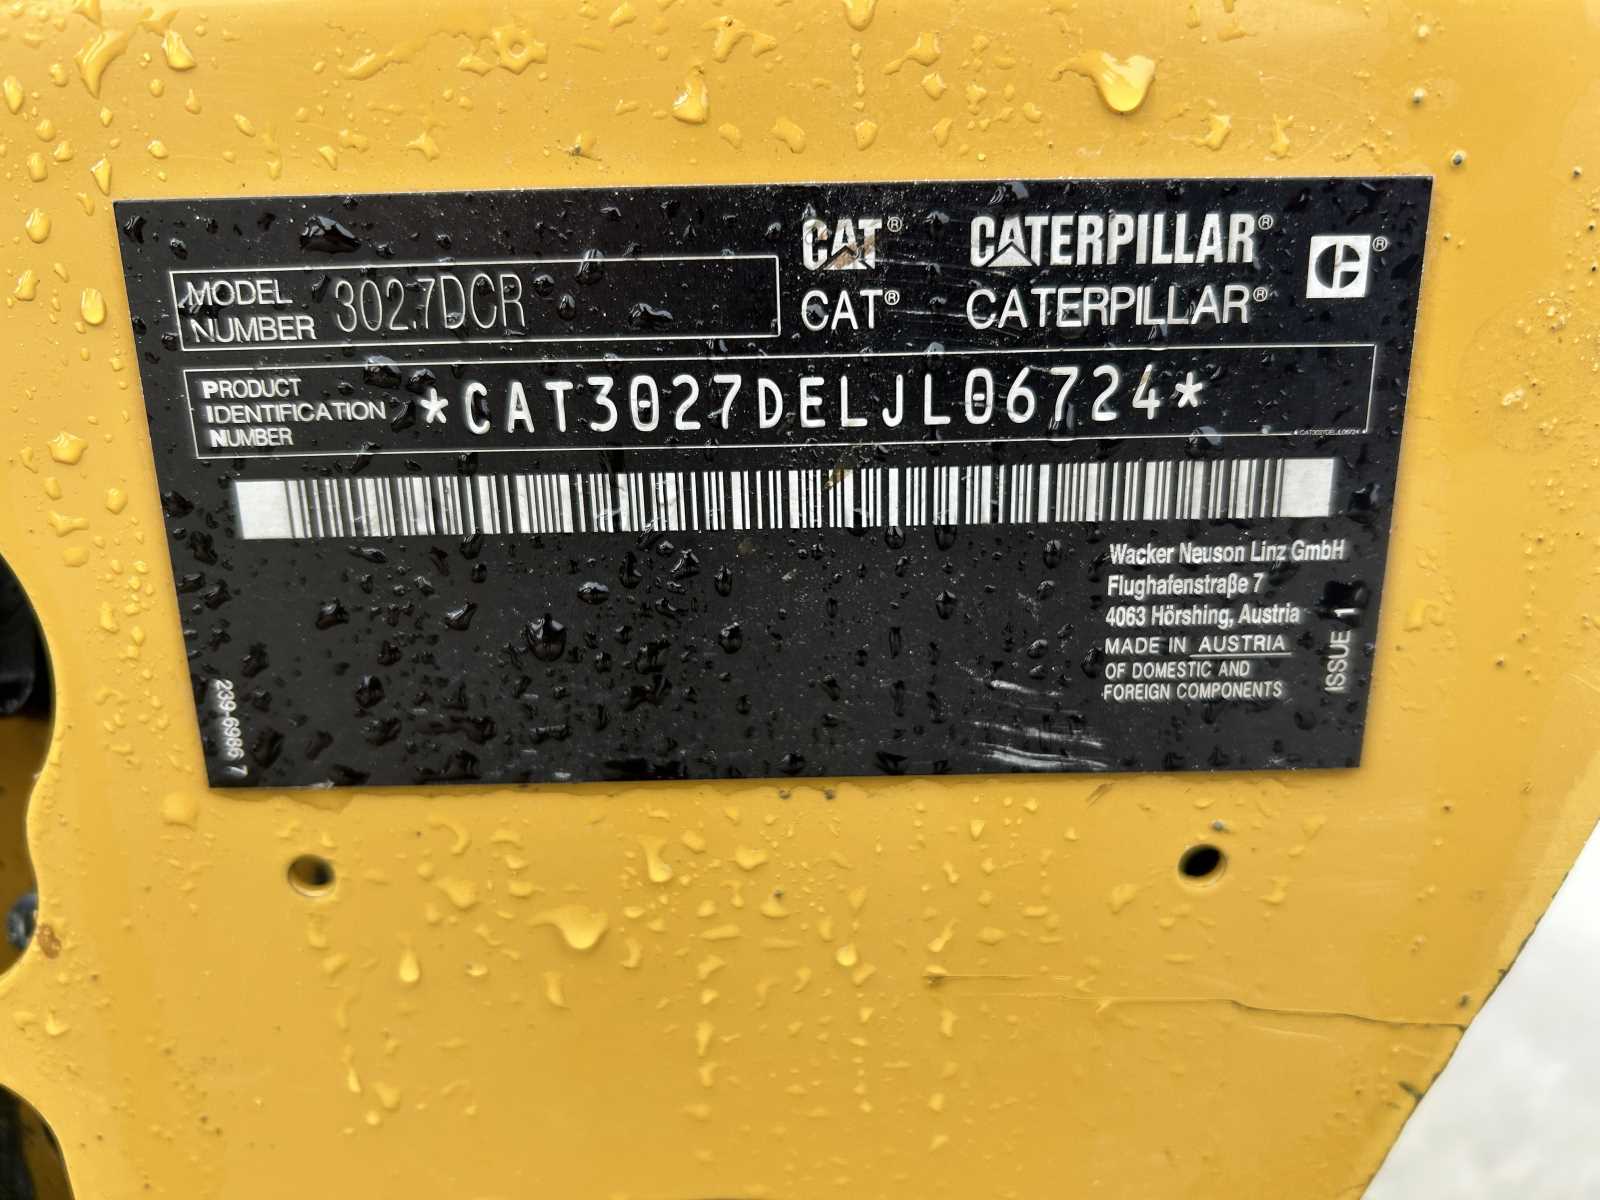 CAT® CATERPILLAR® ®
MODEL NUMBER 302.7DCR
CAT® CATERPILLAR®
PRODUCT IDENTIFICATION NUMBER *CAT3027DELJL06724*
Wacker Neuson Linz GmbH
Flughafenstraße 7
4063 Hörshing, Austria
MADE IN AUSTRIA
OF DOMESTIC AND
FOREIGN COMPONENTS
ISSUE 1
239-6986 7